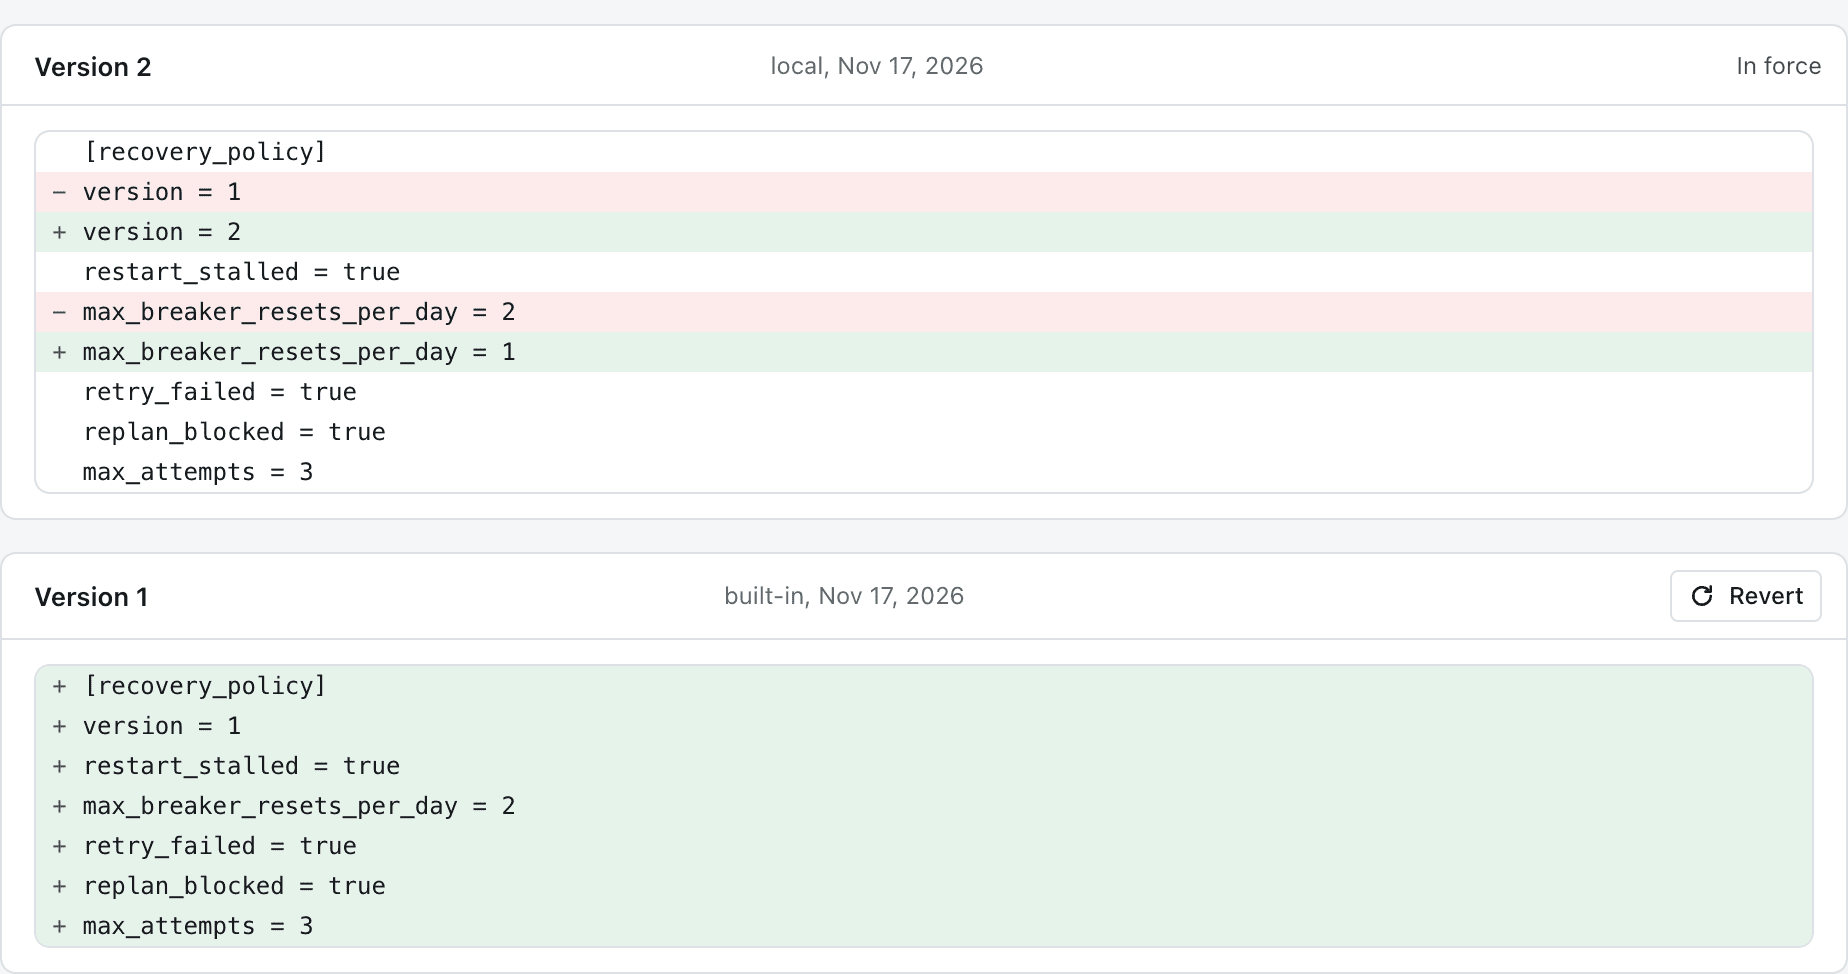 Version 2
local, Nov 17, 2026
In force
[recovery_policy]
− version = 1
+ version = 2
restart_stalled = true
− max_breaker_resets_per_day = 2
+ max_breaker_resets_per_day = 1
retry_failed = true
replan_blocked = true
max_attempts = 3
Version 1
built-in, Nov 17, 2026
Revert
+ [recovery_policy]
+ version = 1
+ restart_stalled = true
+ max_breaker_resets_per_day = 2
+ retry_failed = true
+ replan_blocked = true
+ max_attempts = 3